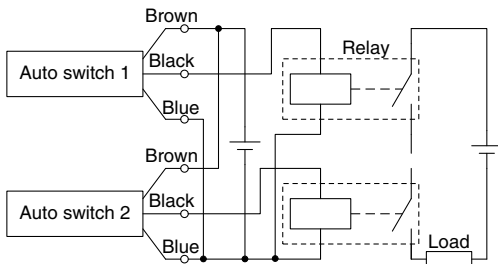 Brown
Relay
Black
Auto switch 1
Blue
Brown
Black
Auto switch 2
Blue
Load